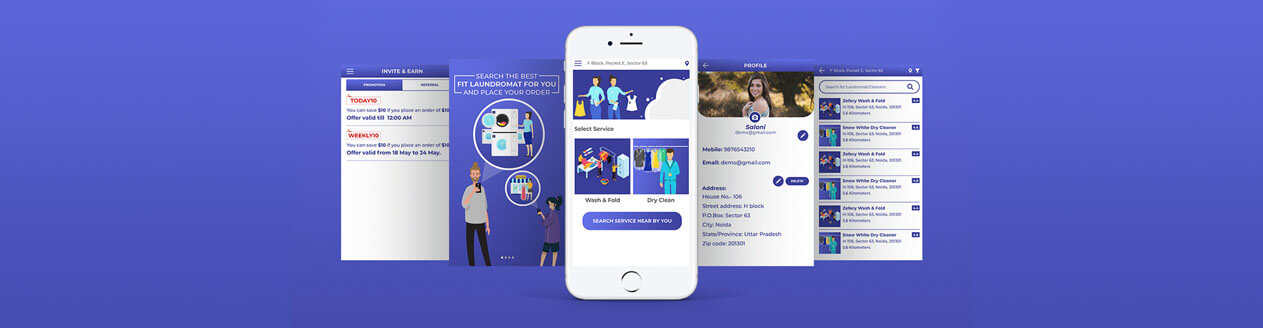 INVITE & EARN
PROMOTION
REFERRAL
TODAY10
You can save $10 if you place an order of $10
Offer valid till 12:00 AM
WEEKLY10
You can save $10 if you place an order of $10
Offer valid from 18 May to 24 May.
SEARCH THE BEST
FIT LAUNDROMAT FOR YOU
AND PLACE YOUR ORDER
F Block, Pocket E, Sector 63
Select Service
Wash & Fold
Dry Clean
SEARCH SERVICE NEAR BY YOU
PROFILE
Saloni
demo@gmail.com
Mobile: 9876543210
Email: demo@gmail.com
DELETE
Address:
House No.- 106
Street address: H block
P.O.Box: Sector 63
City: Noida
State/Province: Uttar Pradesh
Zip code: 201301
F Block, Pocket E, Sector 63
Search for Landromat/Cleaners
Zefery Wash & Fold
H-106, Sector 63, Noida, 201301
5.6 Kilometers
Snow White Dry Cleaner
H-106, Sector 63, Noida, 201301
5.6 Kilometers
Zefery Wash & Fold
H-106, Sector 63, Noida, 201301
5.6 Kilometers
Snow White Dry Cleaner
H-106, Sector 63, Noida, 201301
5.6 Kilometers
Zefery Wash & Fold
H-106, Sector 63, Noida, 201301
5.6 Kilometers
Snow White Dry Cleaner
H-106, Sector 63, Noida, 201301
5.6 Kilometers